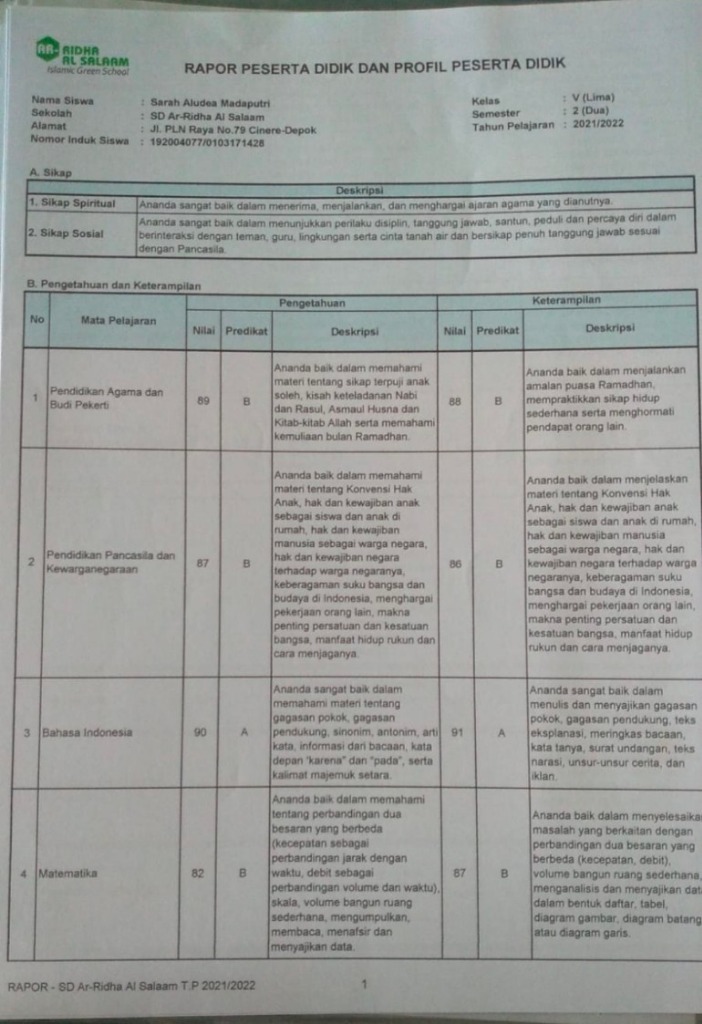 AR-RIDHA
AL SALAAM
Islamic Green School
RAPOR PESERTA DIDIK DAN PROFIL PESERTA DIDIK
Nama Siswa : Sarah Aludea Madaputri
Sekolah : SD Ar-Ridha Al Salaam
Alamat : Jl. PLN Raya No.79 Cinere-Depok
Nomor Induk Siswa : 192004077/0103171428
Kelas : V (Lima)
Semester : 2 (Dua)
Tahun Pelajaran : 2021/2022
A. Sikap
Deskripsi
1. Sikap Spiritual Ananda sangat baik dalam menerima, menjalankan, dan menghargai ajaran agama yang dianutnya.
2. Sikap Sosial
Ananda sangat baik dalam menunjukkan perilaku disiplin, tanggung jawab, santun, peduli dan percaya diri dalam
berinteraksi dengan teman, guru, lingkungan serta cinta tanah air dan bersikap penuh tanggung jawab sesuai
dengan Pancasila.
B. Pengetahuan dan Keterampilan
No Mata Pelajaran
Pengetahuan
Nilai Predikat Deskripsi
Keterampilan
Nilai Predikat Deskripsi
1
Pendidikan Agama dan
Budi Pekerti
89 B
Ananda baik dalam memahami
materi tentang sikap terpuji anak
soleh, kisah keteladanan Nabi
dan Rasul, Asmaul Husna dan
Kitab-kitab Allah serta memahami
kemuliaan bulan Ramadhan.
88 B
Ananda baik dalam menjalankan
amalan puasa Ramadhan,
mempraktikkan sikap hidup
sederhana serta menghormati
pendapat orang lain.
2
Pendidikan Pancasila dan
Kewarganegaraan
87 B
Ananda baik dalam memahami
materi tentang Konvensi Hak
Anak, hak dan kewajiban anak
sebagai siswa dan anak di
rumah, hak dan kewajiban
manusia sebagai warga negara,
hak dan kewajiban negara
terhadap warga negaranya,
keberagaman suku bangsa dan
budaya di Indonesia, menghargai
pekerjaan orang lain, makna
penting persatuan dan kesatuan
bangsa, manfaat hidup rukun dan
cara menjaganya.
86 B
Ananda baik dalam menjelaskan
materi tentang Konvensi Hak
Anak, hak dan kewajiban anak
sebagai siswa dan anak di rumah,
hak dan kewajiban manusia
sebagai warga negara, hak dan
kewajiban negara terhadap warga
negaranya, keberagaman suku
bangsa dan budaya di Indonesia,
menghargai pekerjaan orang lain,
makna penting persatuan dan
kesatuan bangsa, manfaat hidup
rukun dan cara menjaganya.
3 Bahasa Indonesia
90 A
Ananda sangat baik dalam
memahami materi tentang
gagasan pokok, gagasan
pendukung, sinonim, antonim, arti
kata, informasi dari bacaan, kata
depan "karena" dan "pada", serta
kalimat majemuk setara.
91 A
Ananda sangat baik dalam
menulis dan menyajikan gagasan
pokok, gagasan pendukung, teks
eksplanasi, meringkas bacaan,
kata tanya, surat undangan, teks
narasi, unsur-unsur cerita, dan
iklan.
4 Matematika
82 B
Ananda baik dalam memahami
tentang perbandingan dua
besaran yang berbeda
(kecepatan sebagai
perbandingan jarak dengan
waktu, debit sebagai
perbandingan volume dan waktu),
skala, volume bangun ruang
sederhana, mengumpulkan,
membaca, menafsir dan
menyajikan data.
87 B
Ananda baik dalam menyelesaika
masalah yang berkaitan dengan
perbandingan dua besaran yang
berbeda (kecepatan, debit),
volume bangun ruang sederhana,
menganalisis dan menyajikan dat
dalam bentuk daftar, tabel,
diagram gambar, diagram batang
atau diagram garis.
RAPOR - SD Ar-Ridha Al Salaam T.P 2021/2022
1